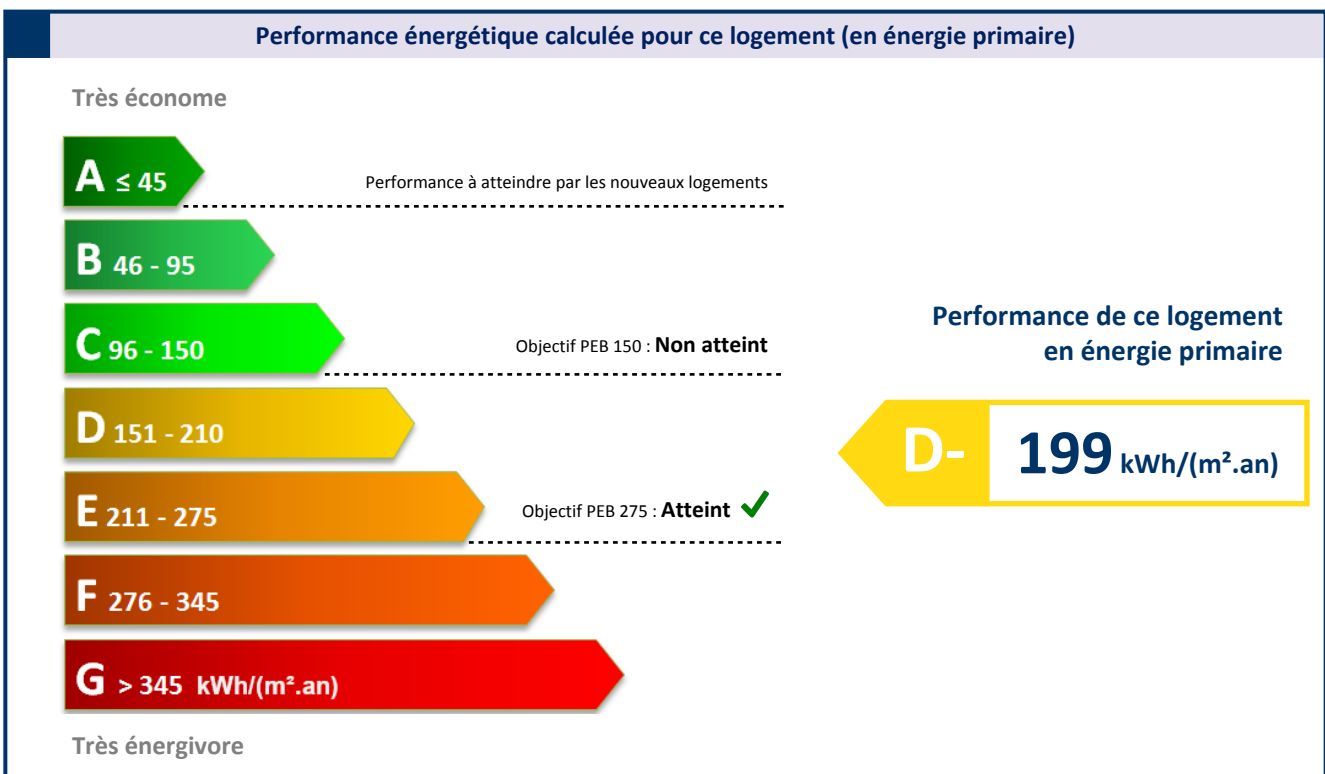 Performance énergétique calculée pour ce logement (en énergie primaire)
Très économe
A ≤ 45
Performance à atteindre par les nouveaux logements
B 46 - 95
C 96 - 150
Objectif PEB 150 : Non atteint
D 151 - 210
E 211 - 275
Objectif PEB 275 : Atteint ✓
F 276 - 345
G > 345 kWh/(m².an)
Très énergivore
Performance de ce logement
en énergie primaire
D- 199 kWh/(m².an)